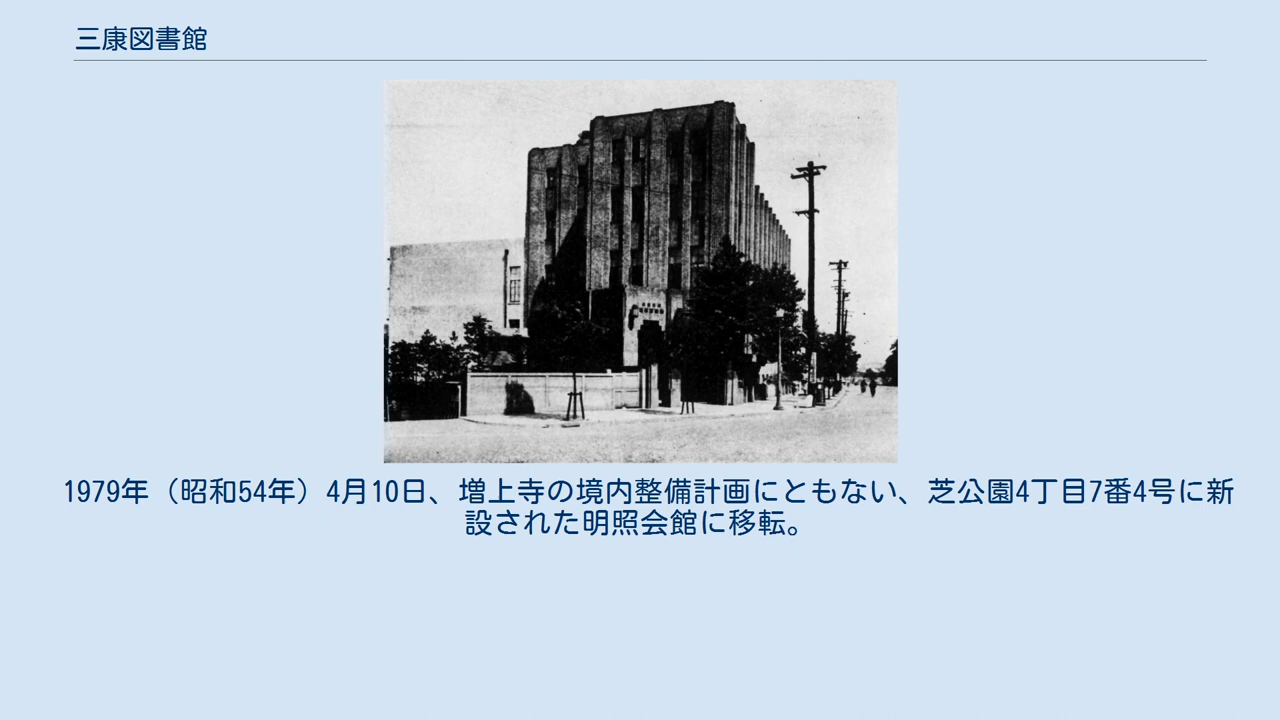 三康図書館
1979年（昭和54年）4月10日、増上寺の境内整備計画にともない、芝公園4丁目7番4号に新
設された明照会館に移転。